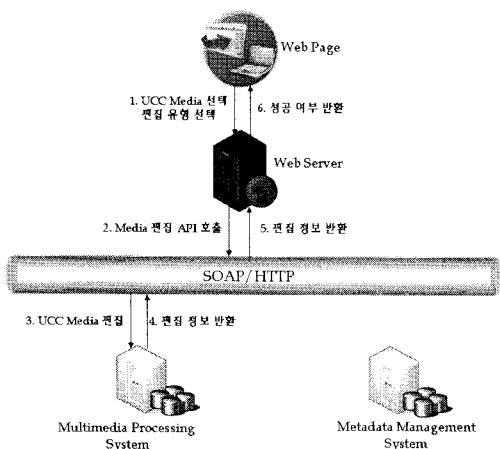 Web Page
1. UCC Media 선택
편집 유형 선택
6. 성공 여부 반환
Web Server
2. Media 편집 API 호출
5. 편집 정보 반환
SOAP/HTTP
3. UCC Media 편집
4. 편집 정보 반환
Multimedia Processing
System
Metadata Management
System